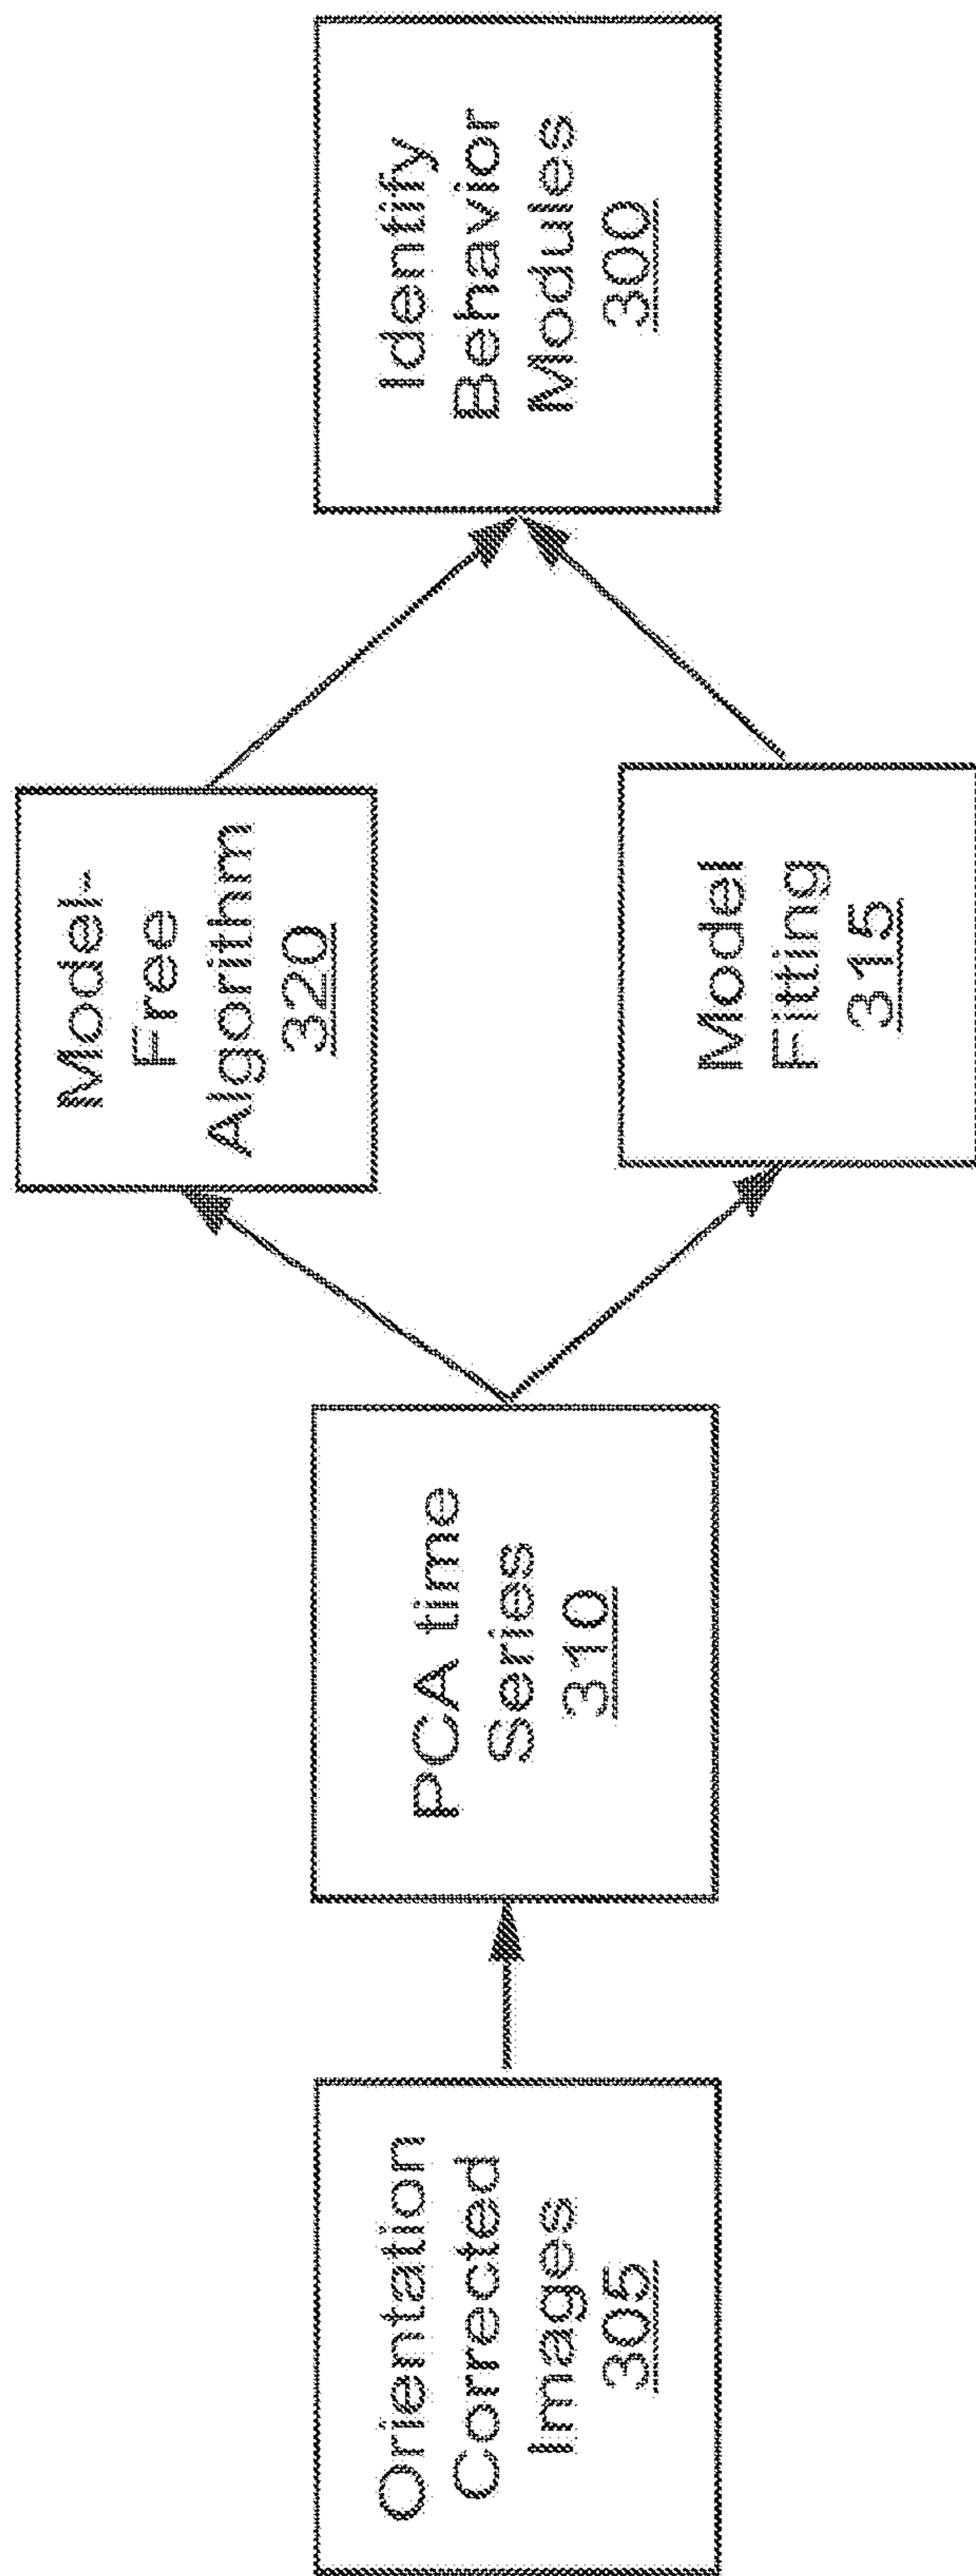 Orientation
Corrected
Images
305
PCA time
Series
310
Model-
Free
Algorithm
320
Model
Fitting
315
Identify
Behavior
Modules
300